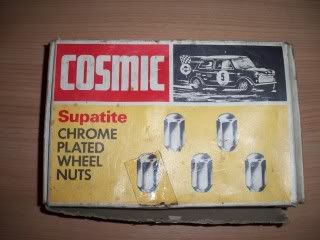 COSMIC
5
Supatite
CHROME
PLATED
WHEEL
NUTS